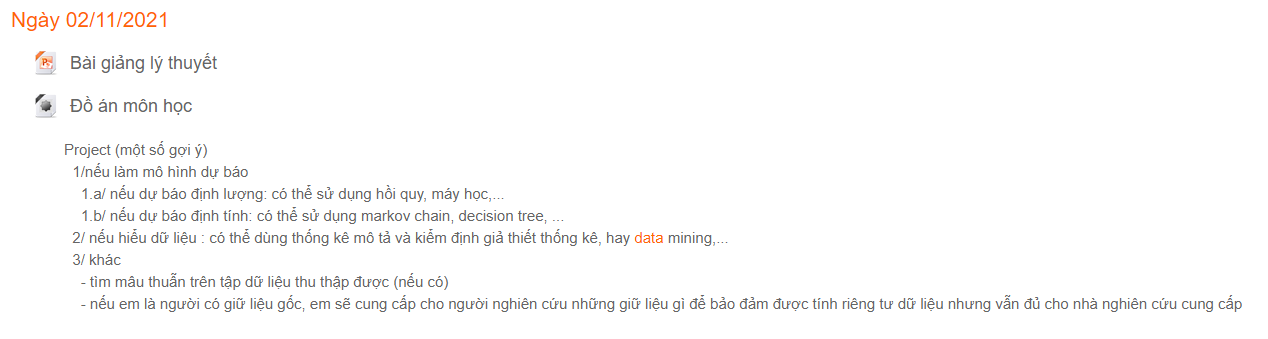 Ngày 02/11/2021
Bài giảng lý thuyết
Đồ án môn học
Project (một số gợi ý)
1/nếu làm mô hình dự báo
1.a/ nếu dự báo định lượng: có thể sử dụng hồi quy, máy học,...
1.b/ nếu dự báo định tính: có thể sử dụng markov chain, decision tree, ...
2/ nếu hiểu dữ liệu : có thể dùng thống kê mô tả và kiểm định giả thiết thống kê, hay data mining,...
3/ khác
- tìm mâu thuẫn trên tập dữ liệu thu thập được (nếu có)
- nếu em là người có giữ liệu gốc, em sẽ cung cấp cho người nghiên cứu những giữ liệu gì để bảo đảm được tính riêng tư dữ liệu nhưng vẫn đủ cho nhà nghiên cứu cung cấp